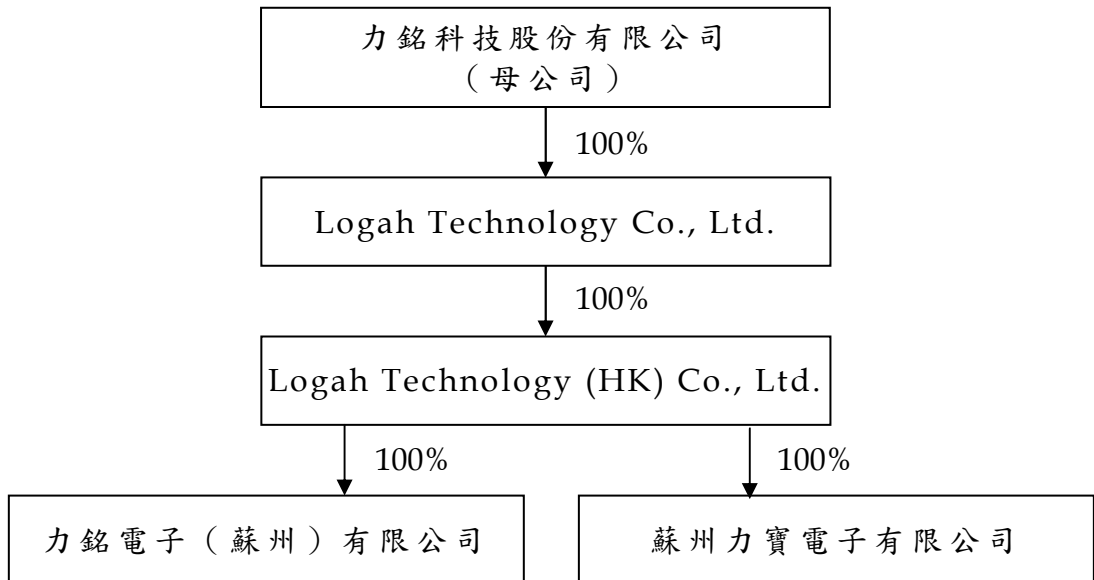 力銘科技股份有限公司
（母公司）
100%
Logah Technology Co., Ltd.
100%
Logah Technology (HK) Co., Ltd.
100%
100%
力銘電子（蘇州）有限公司
蘇州力寶電子有限公司